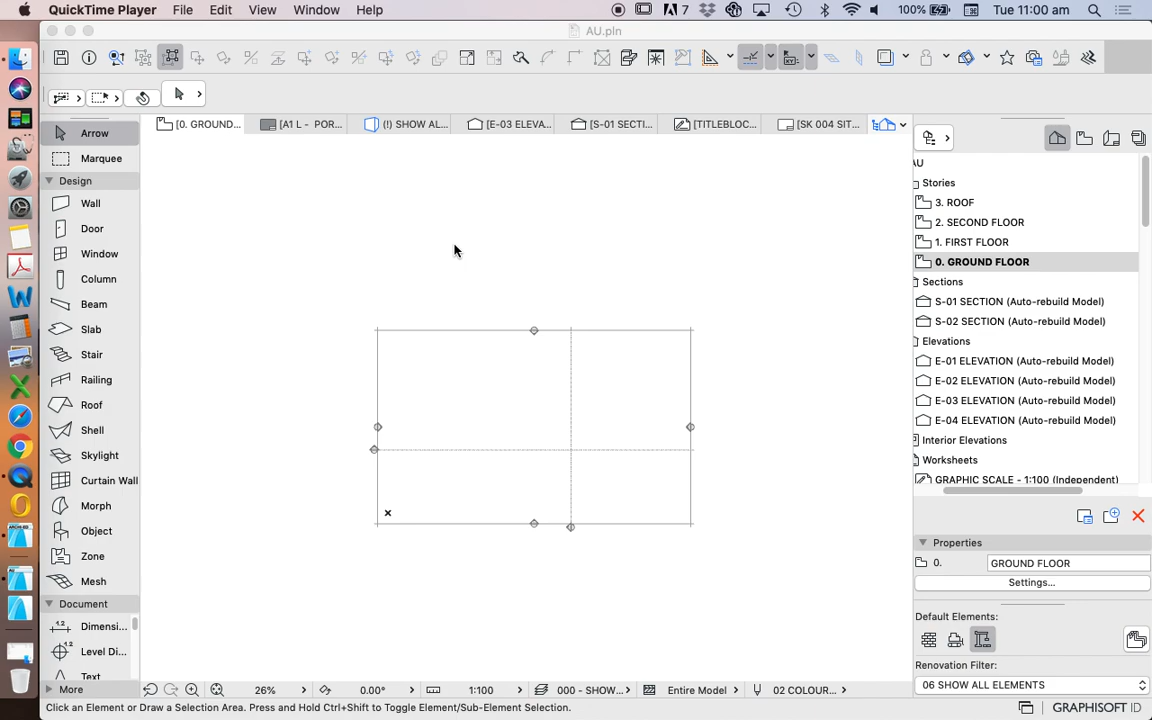 QuickTime Player File Edit View Window Help 7 100% Tue 11:00 am
AU.pln
[0. GROUND... [A1 L - POR... (!) SHOW AL... [E-03 ELEVA... [S-01 SECTI... [TITLEBLOC... [SK 004 SIT...
Arrow
Marquee
Design
Wall
Door
Window
Column
Beam
Slab
Stair
Railing
Roof
Shell
Skylight
Curtain Wall
Morph
Object
Zone
Mesh
Document
Dimensi...
Level Di...
Text
More
AU
Stories
3. ROOF
2. SECOND FLOOR
1. FIRST FLOOR
0. GROUND FLOOR
Sections
S-01 SECTION (Auto-rebuild Model)
S-02 SECTION (Auto-rebuild Model)
Elevations
E-01 ELEVATION (Auto-rebuild Model)
E-02 ELEVATION (Auto-rebuild Model)
E-03 ELEVATION (Auto-rebuild Model)
E-04 ELEVATION (Auto-rebuild Model)
Interior Elevations
Worksheets
GRAPHIC SCALE - 1:100 (Independent)
Properties
0. GROUND FLOOR
Settings...
Default Elements:
Renovation Filter:
06 SHOW ALL ELEMENTS
26% 0.00° 1:100 000 - SHOW... Entire Model 02 COLOUR...
Click an Element or Draw a Selection Area. Press and Hold Ctrl+Shift to Toggle Element/Sub-Element Selection.
GRAPHISOFT ID